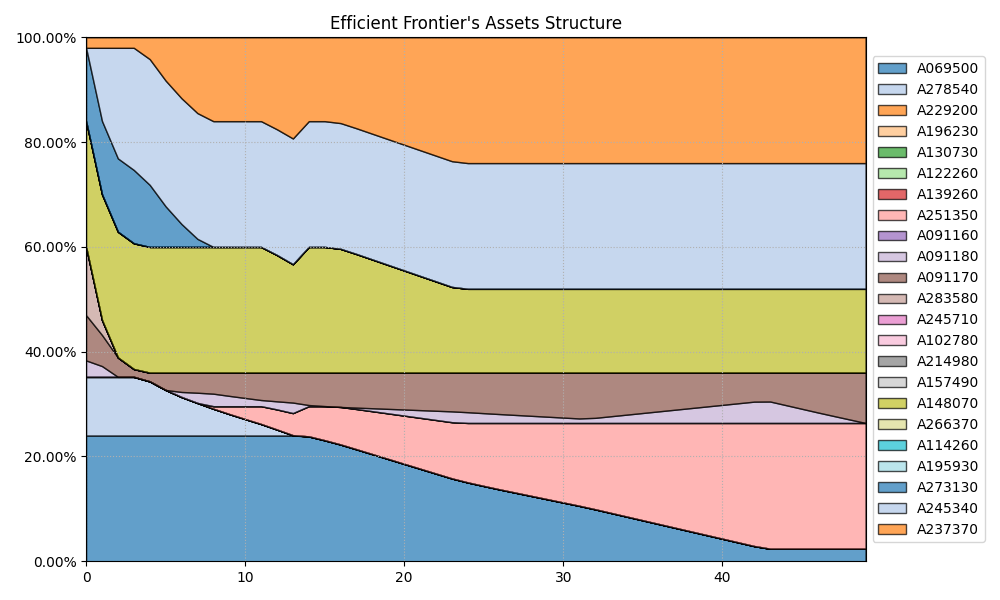 Efficient Frontier's Assets Structure
100.00%
80.00%
60.00%
40.00%
20.00%
0.00%
0
10
20
30
40
A069500
A278540
A229200
A196230
A130730
A122260
A139260
A251350
A091160
A091180
A091170
A283580
A245710
A102780
A214980
A157490
A148070
A266370
A114260
A195930
A273130
A245340
A237370